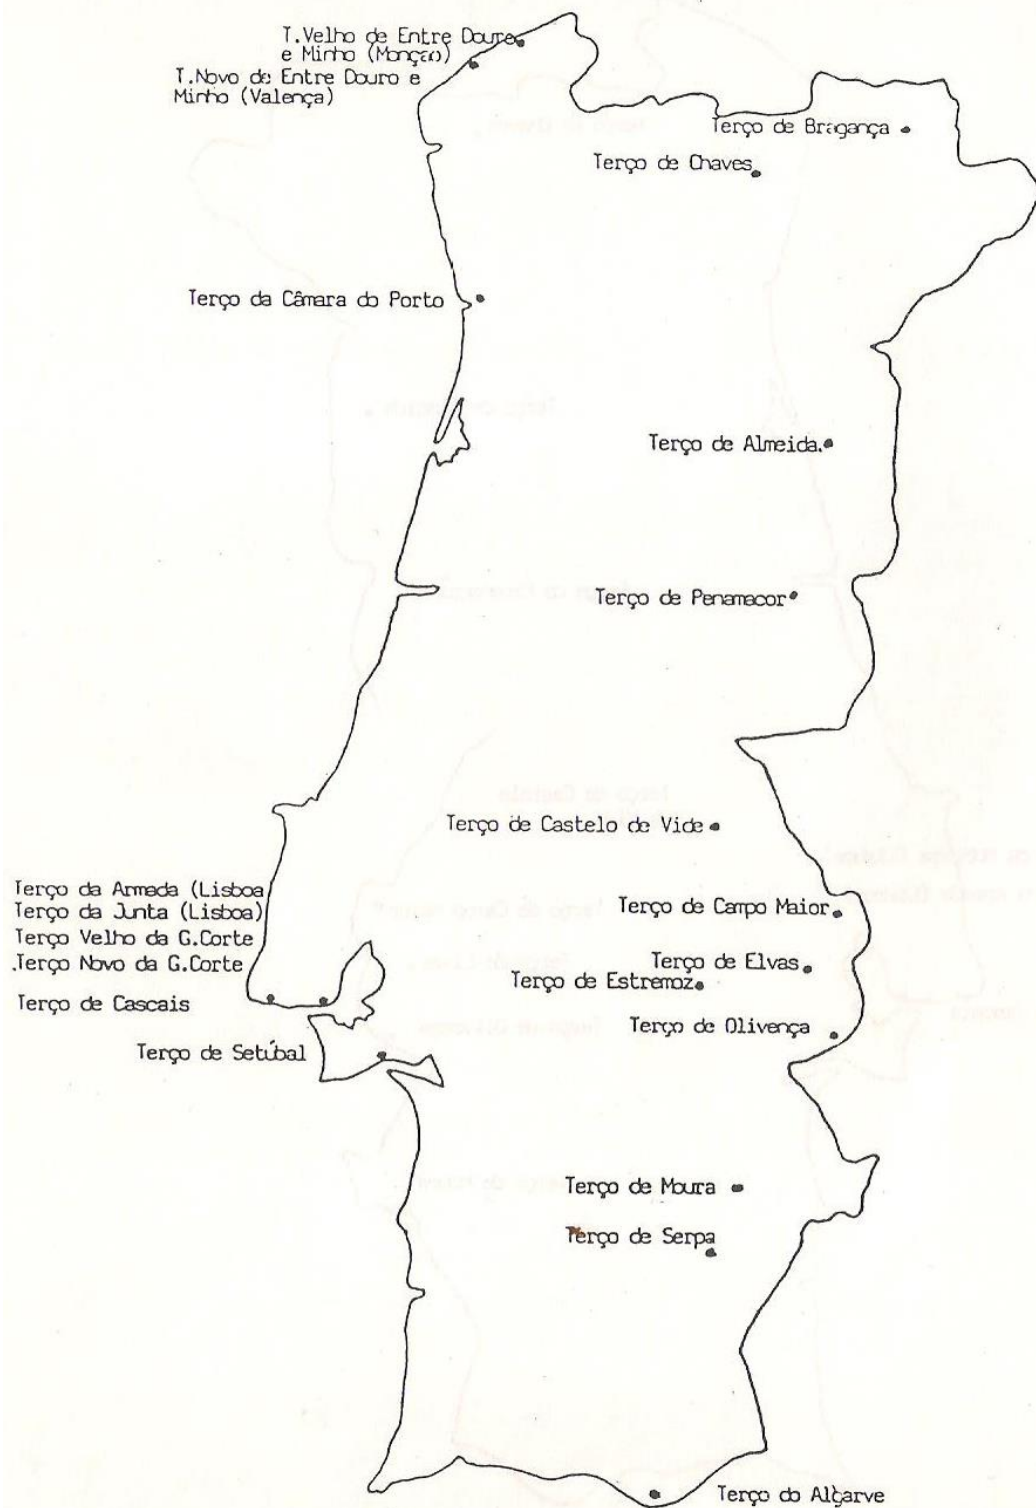 T.Velho de Entre Douro
e Minho (Monção)
T.Novo de Entre Douro e
Minho (Valença)
Terço de Bragança
Terço de Chaves
Terço da Câmara do Porto
Terço de Almeida.
Terço de Penamacor
Terço de Castelo de Vide
Terço da Armada (Lisboa
Terço da Junta (Lisboa)
Terço Velho da G.Corte
.Terço Novo da G.Corte
Terço de Cascais
Terço de Campo Maior
Terço de Elvas
Terço de Estremoz
Terço de Olivença
Terço de Setúbal
Terço de Moura
Terço de Serpa
Terço do Algarve